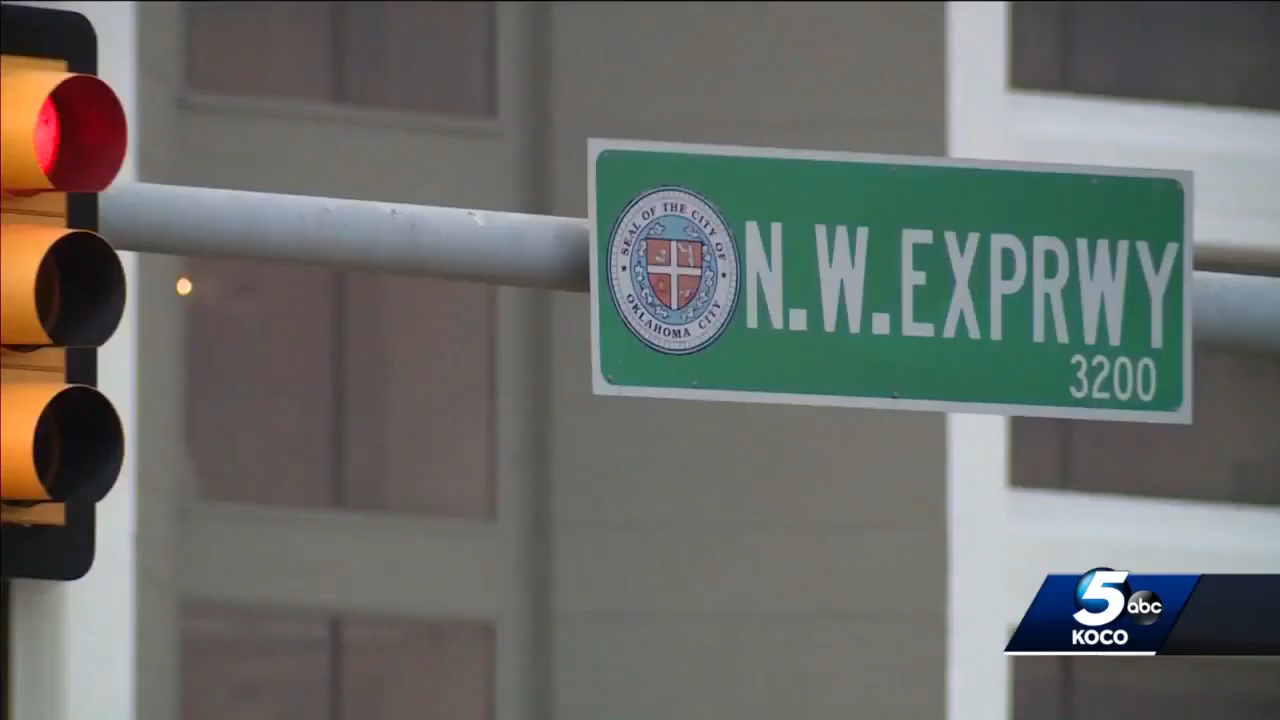 SEAL OF THE CITY OF
OKLAHOMA CITY
N.W.EXPRWY
3200
5 abc
KOCO